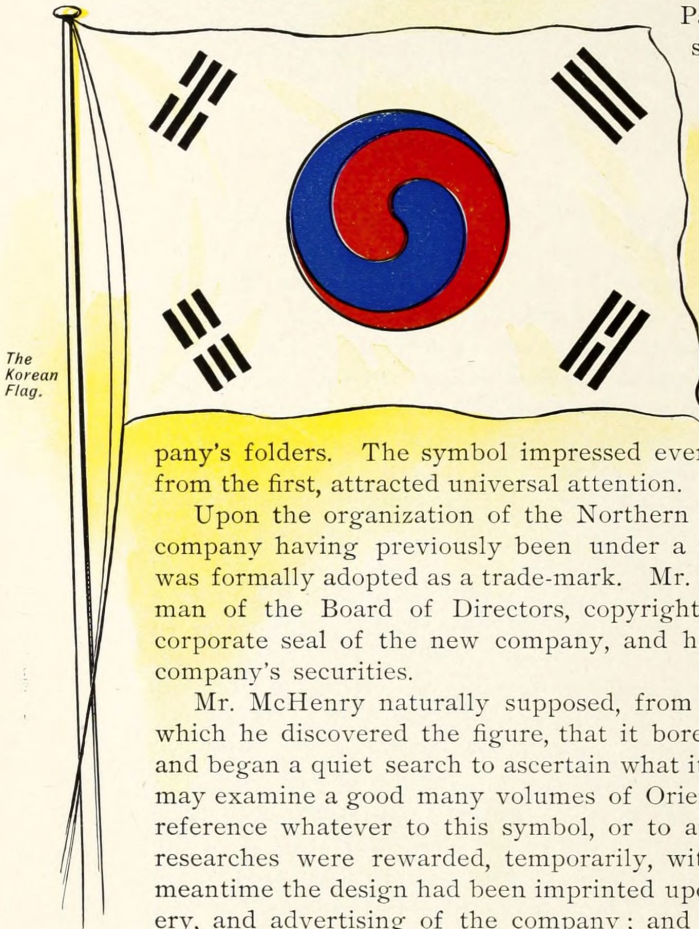 Pa
s
The
Korean
Flag.
pany's folders. The symbol impressed ever
from the first, attracted universal attention.
Upon the organization of the Northern
company having previously been under a
was formally adopted as a trade-mark. Mr.
man of the Board of Directors, copyright
corporate seal of the new company, and h
company's securities.
Mr. McHenry naturally supposed, from
which he discovered the figure, that it bore
and began a quiet search to ascertain what i
may examine a good many volumes of Orie
reference whatever to this symbol, or to a
researches were rewarded, temporarily, wit
meantime the design had been imprinted upo
ery, and advertising of the company; and